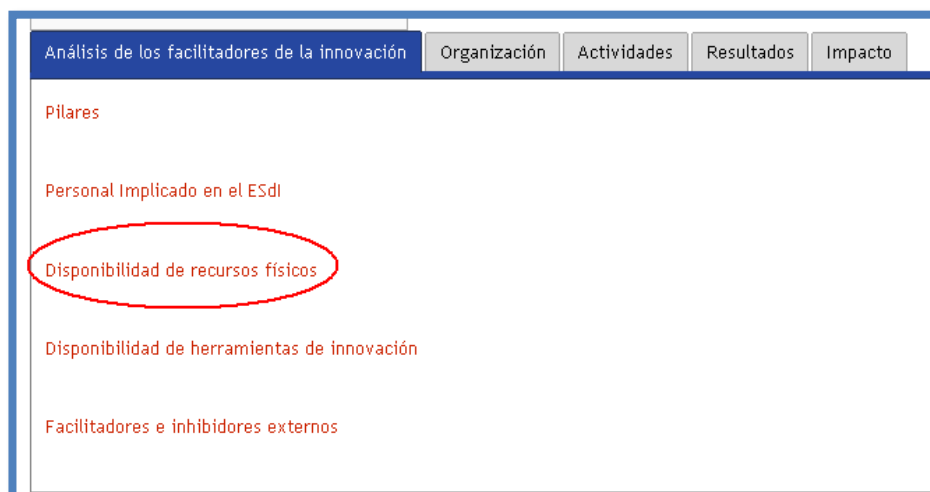 Análisis de los facilitadores de la innovación Organización Actividades Resultados Impacto
Pilares
Personal Implicado en el ESdI
Disponibilidad de recursos físicos
Disponibilidad de herramientas de innovación
Facilitadores e inhibidores externos